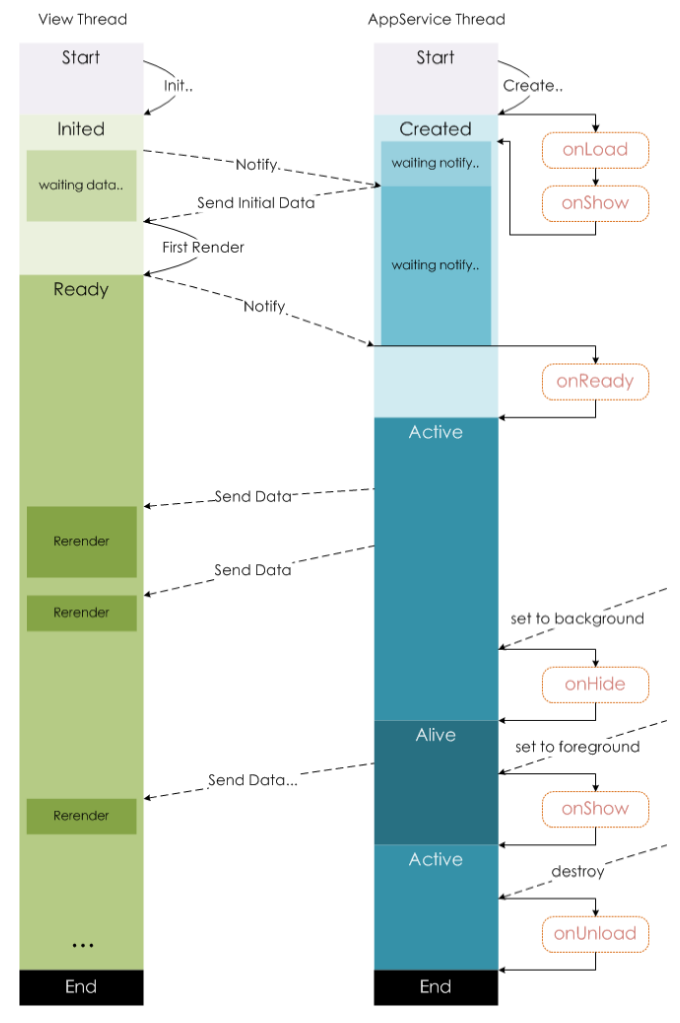 View Thread
AppService Thread
Start
Start
Init..
Create..
Inited
Created
onLoad
waiting data..
Notify.
waiting notify..
Send Initial Data
onShow
First Render
waiting notify..
Ready
Notify.
onReady
Active
Send Data
Rerender
Send Data
Rerender
set to background
onHide
Alive
set to foreground
Send Data...
Rerender
onShow
Active
destroy
onUnload
...
End
End